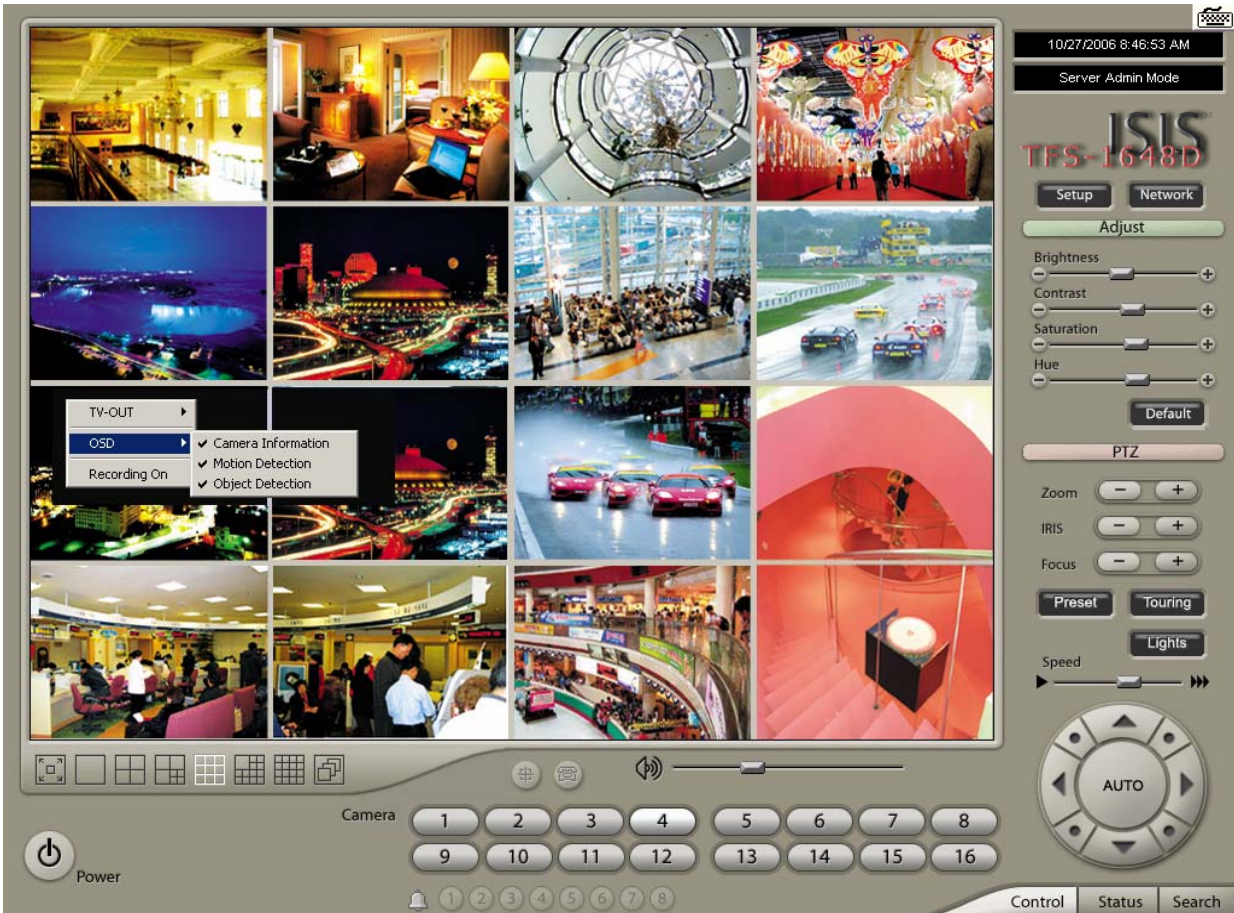 10/27/2006 8:46:53 AM
Server Admin Mode
ISIS
TFS-1648D
Setup Network
Adjust
Brightness
Contrast
Saturation
Hue
Default
PTZ
Zoom
IRIS
Focus
Preset Touring
Lights
Speed
AUTO
TV-OUT
OSD
Recording On
Camera Information
Motion Detection
Object Detection
Camera
1 2 3 4 5 6 7 8
9 10 11 12 13 14 15 16
Power
1 2 3 4 5 6 7 8
Control Status Search